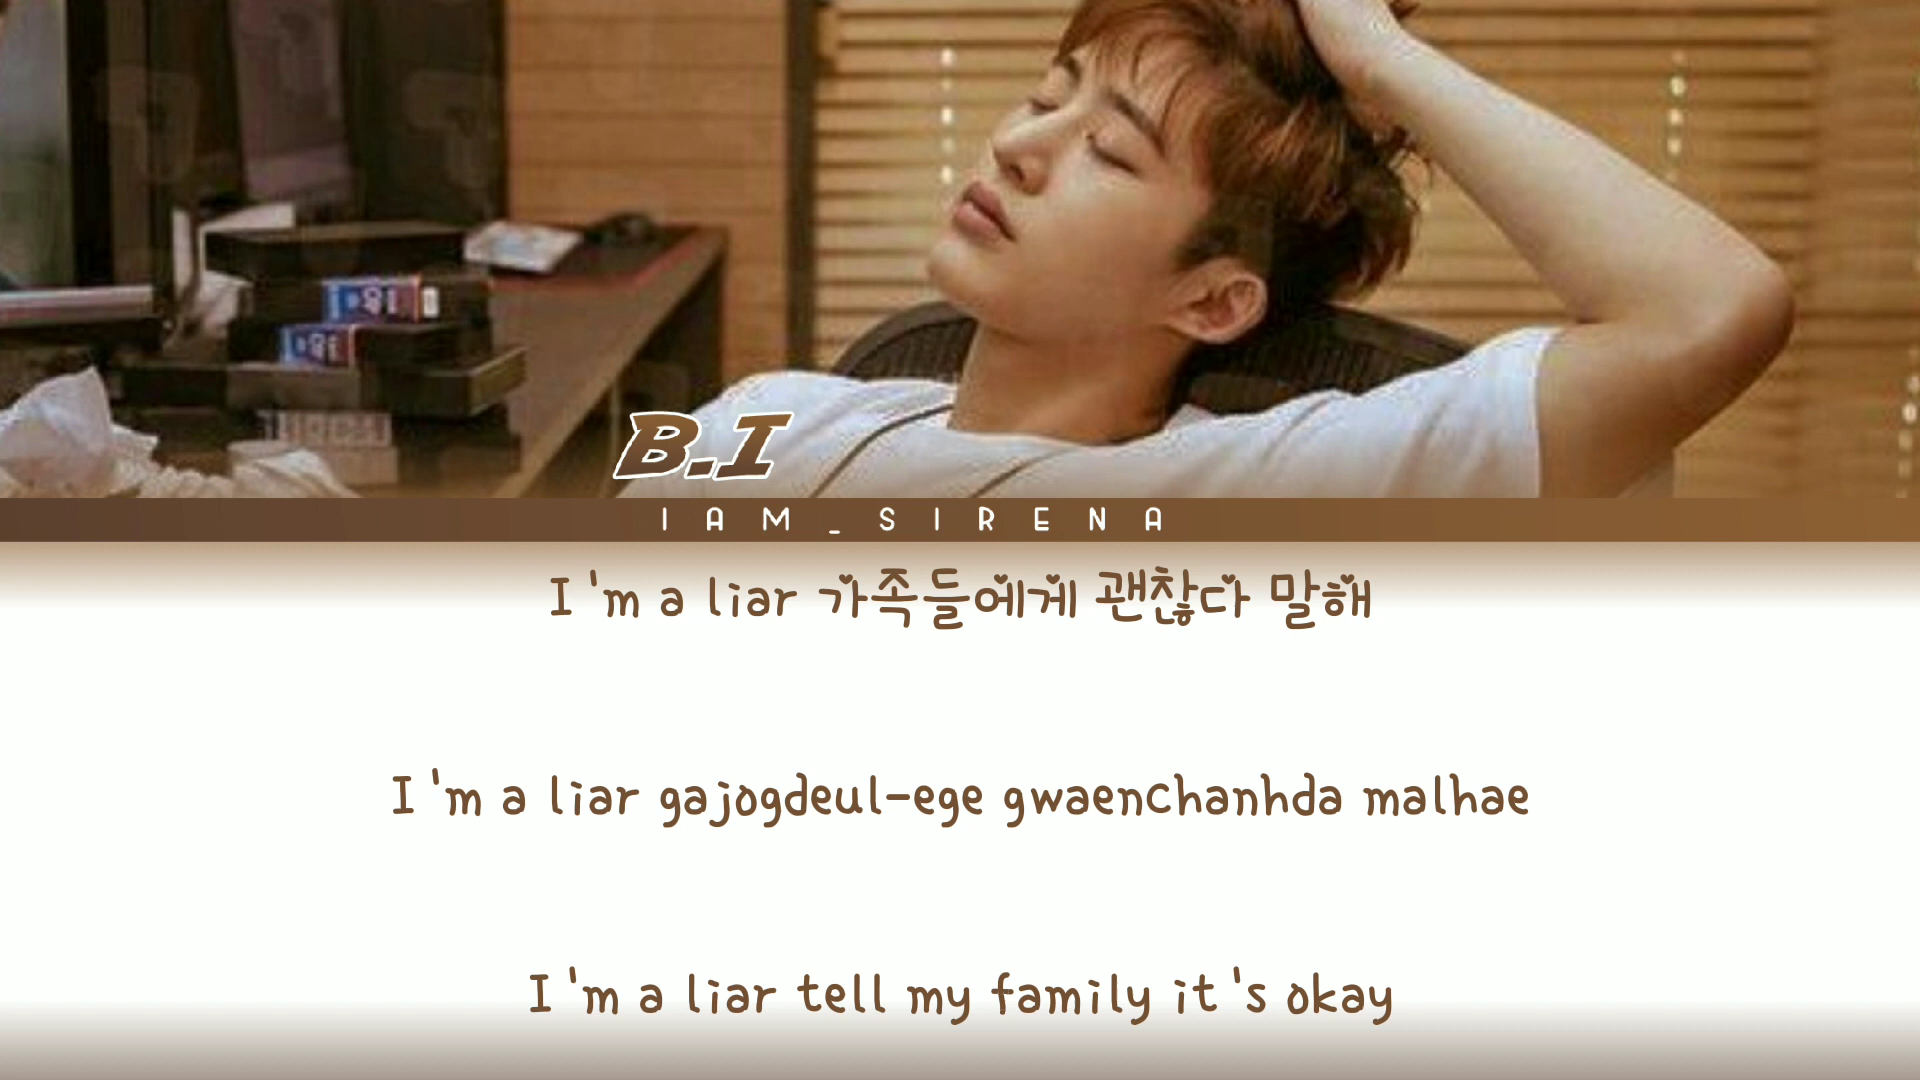 B.I
IAM_SIRENA
I'm a liar 가족들에게 괜찮다 말해
I'm a liar gajogdeul-ege gwaenchanhda malhae
I'm a liar tell my family it's okay